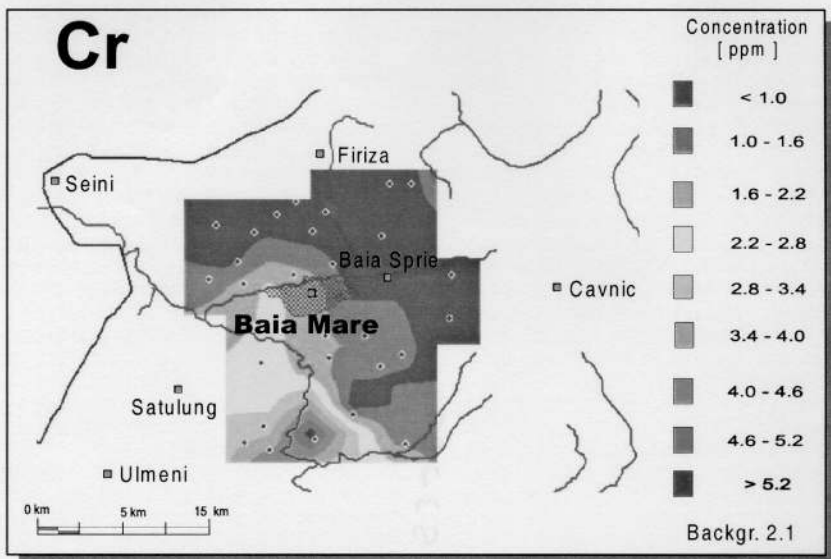 Cr
Concentration
[ ppm ]
< 1.0
1.0 - 1.6
1.6 - 2.2
2.2 - 2.8
2.8 - 3.4
3.4 - 4.0
4.0 - 4.6
4.6 - 5.2
> 5.2
Backgr. 2.1
Firiza
Seini
Baia Sprie
Cavnic
Baia Mare
Satulung
Ulmeni
0 km 5 km 15 km